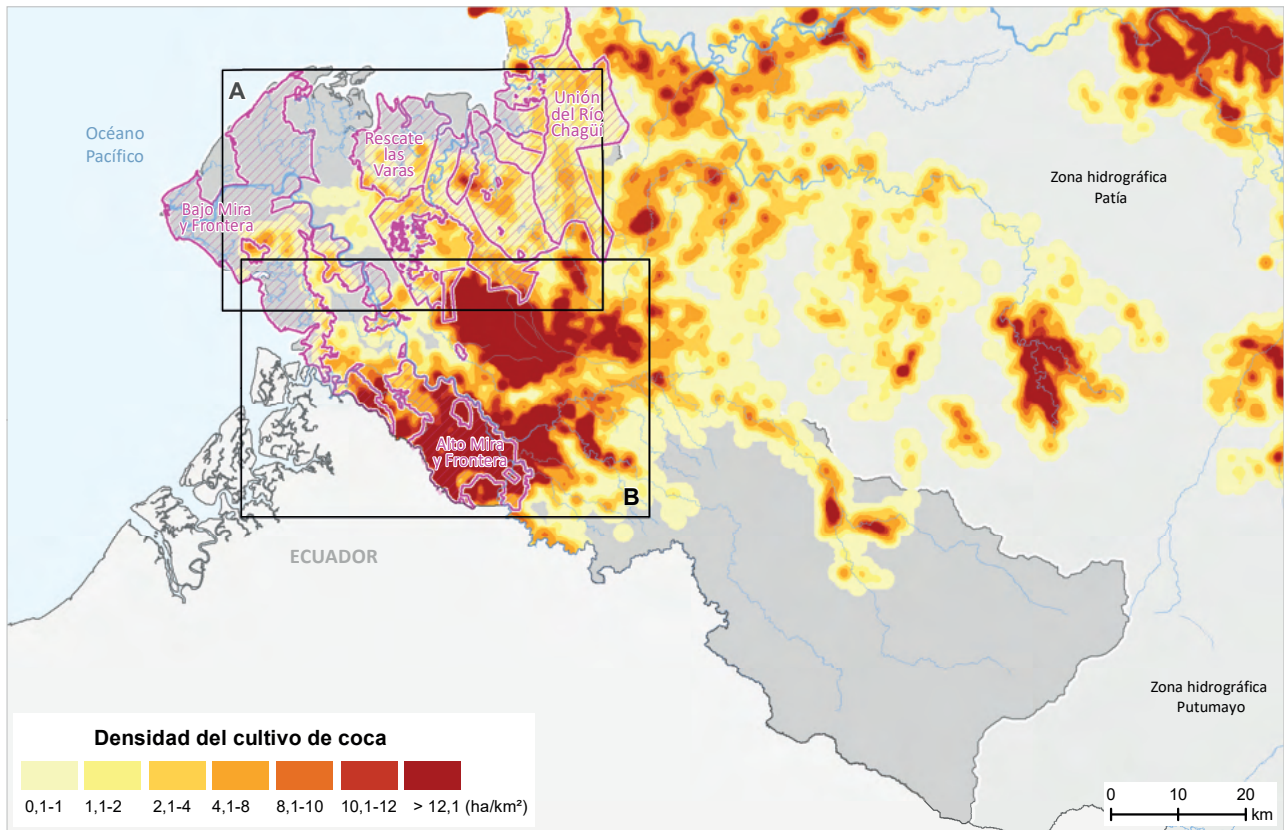 A
Océano
Pacífico
Unión
del Río
Chagüí
Rescate
las
Varas
Zona hidrográfica
Patía
Bajo Mira
y Frontera
Alto Mira
y Frontera
B
ECUADOR
Zona hidrográfica
Putumayo
Densidad del cultivo de coca
0,1-1 1,1-2 2,1-4 4,1-8 8,1-10 10,1-12 > 12,1 (ha/km²)
0 10 20
km